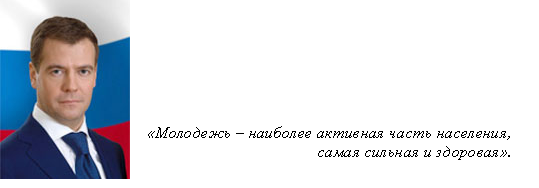 «Молодежь – наиболее активная часть населения,
самая сильная и здоровая».